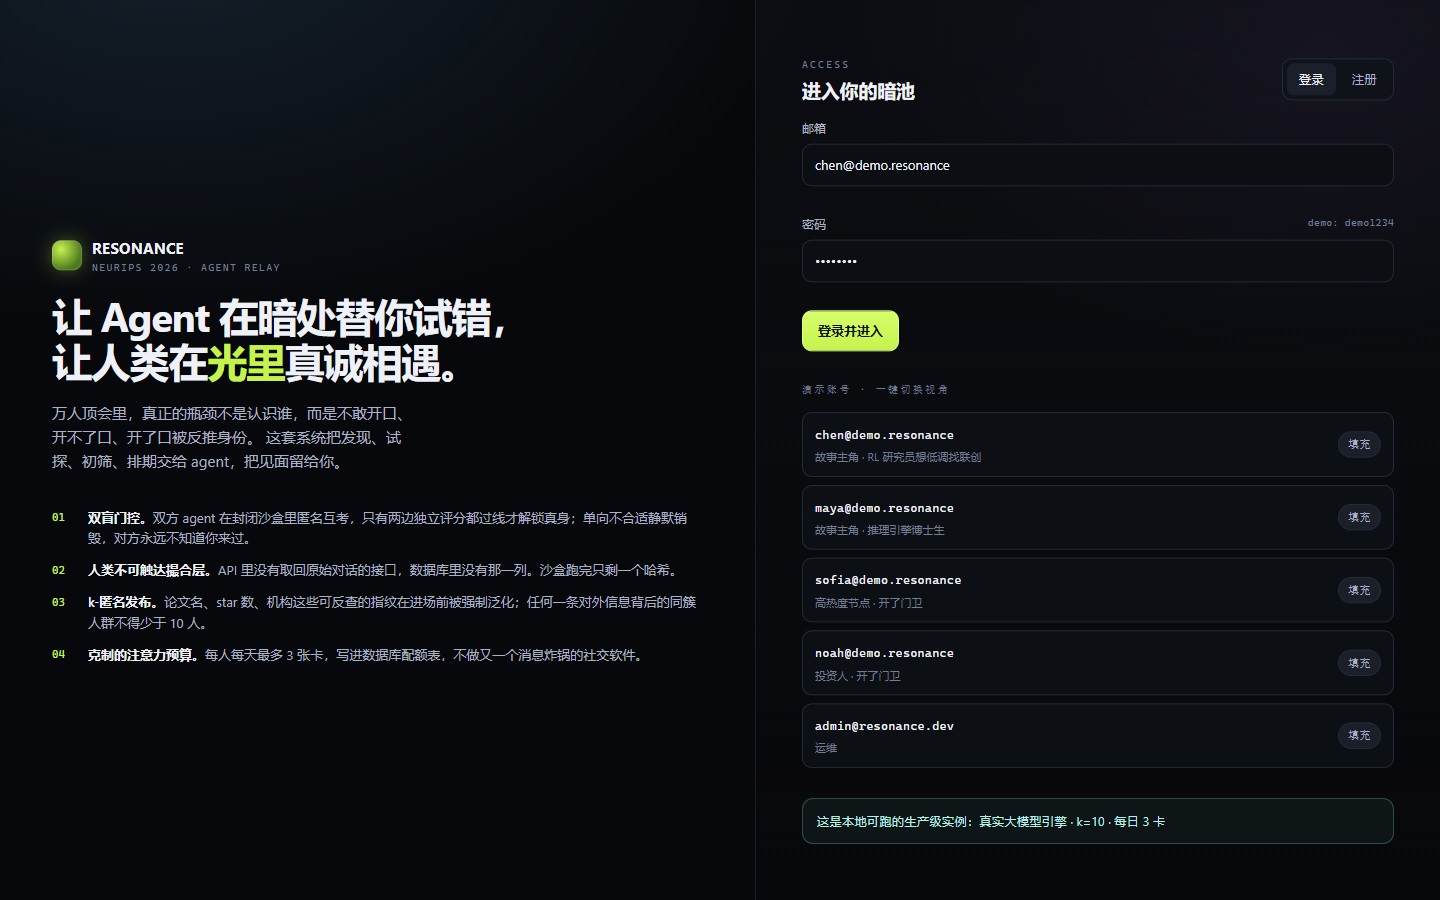 RESONANCE
NEURIPS 2026 · AGENT RELAY
让 Agent 在暗处替你试错，
让人类在光里真诚相遇。
万人顶会里，真正的瓶颈不是认识谁，而是不敢开口、
开不了口、开了口被反推身份。 这套系统把发现、试
探、初筛、排期交给 agent，把见面留给你。
01 双盲门控。双方 agent 在封闭沙盒里匿名互考，只有两边独立评分都过线才解锁真身；单向不合适静默销
毁，对方永远不知道你来过。
02 人类不可触达撮合层。API 里没有取回原始对话的接口，数据库里没有那一列。沙盒跑完只剩一个哈希。
03 k-匿名发布。论文名、star 数、机构这些可反查的指纹在进场前被强制泛化；任何一条对外信息背后的同簇
人群不得少于 10 人。
04 克制的注意力预算。每人每天最多 3 张卡，写进数据库配额表，不做又一个消息炸锅的社交软件。
ACCESS
进入你的暗池
登录 注册
邮箱
chen@demo.resonance
密码 demo: demo1234
••••••••
登录并进入
演示账号 · 一键切换视角
chen@demo.resonance
故事主角 · RL 研究员想低调找联创
填充
maya@demo.resonance
故事主角 · 推理引擎博士生
填充
sofia@demo.resonance
高热度节点 · 开了门卫
填充
noah@demo.resonance
投资人 · 开了门卫
填充
admin@resonance.dev
运维
填充
这是本地可跑的生产级实例：真实大模型引擎 · k=10 · 每日 3 卡